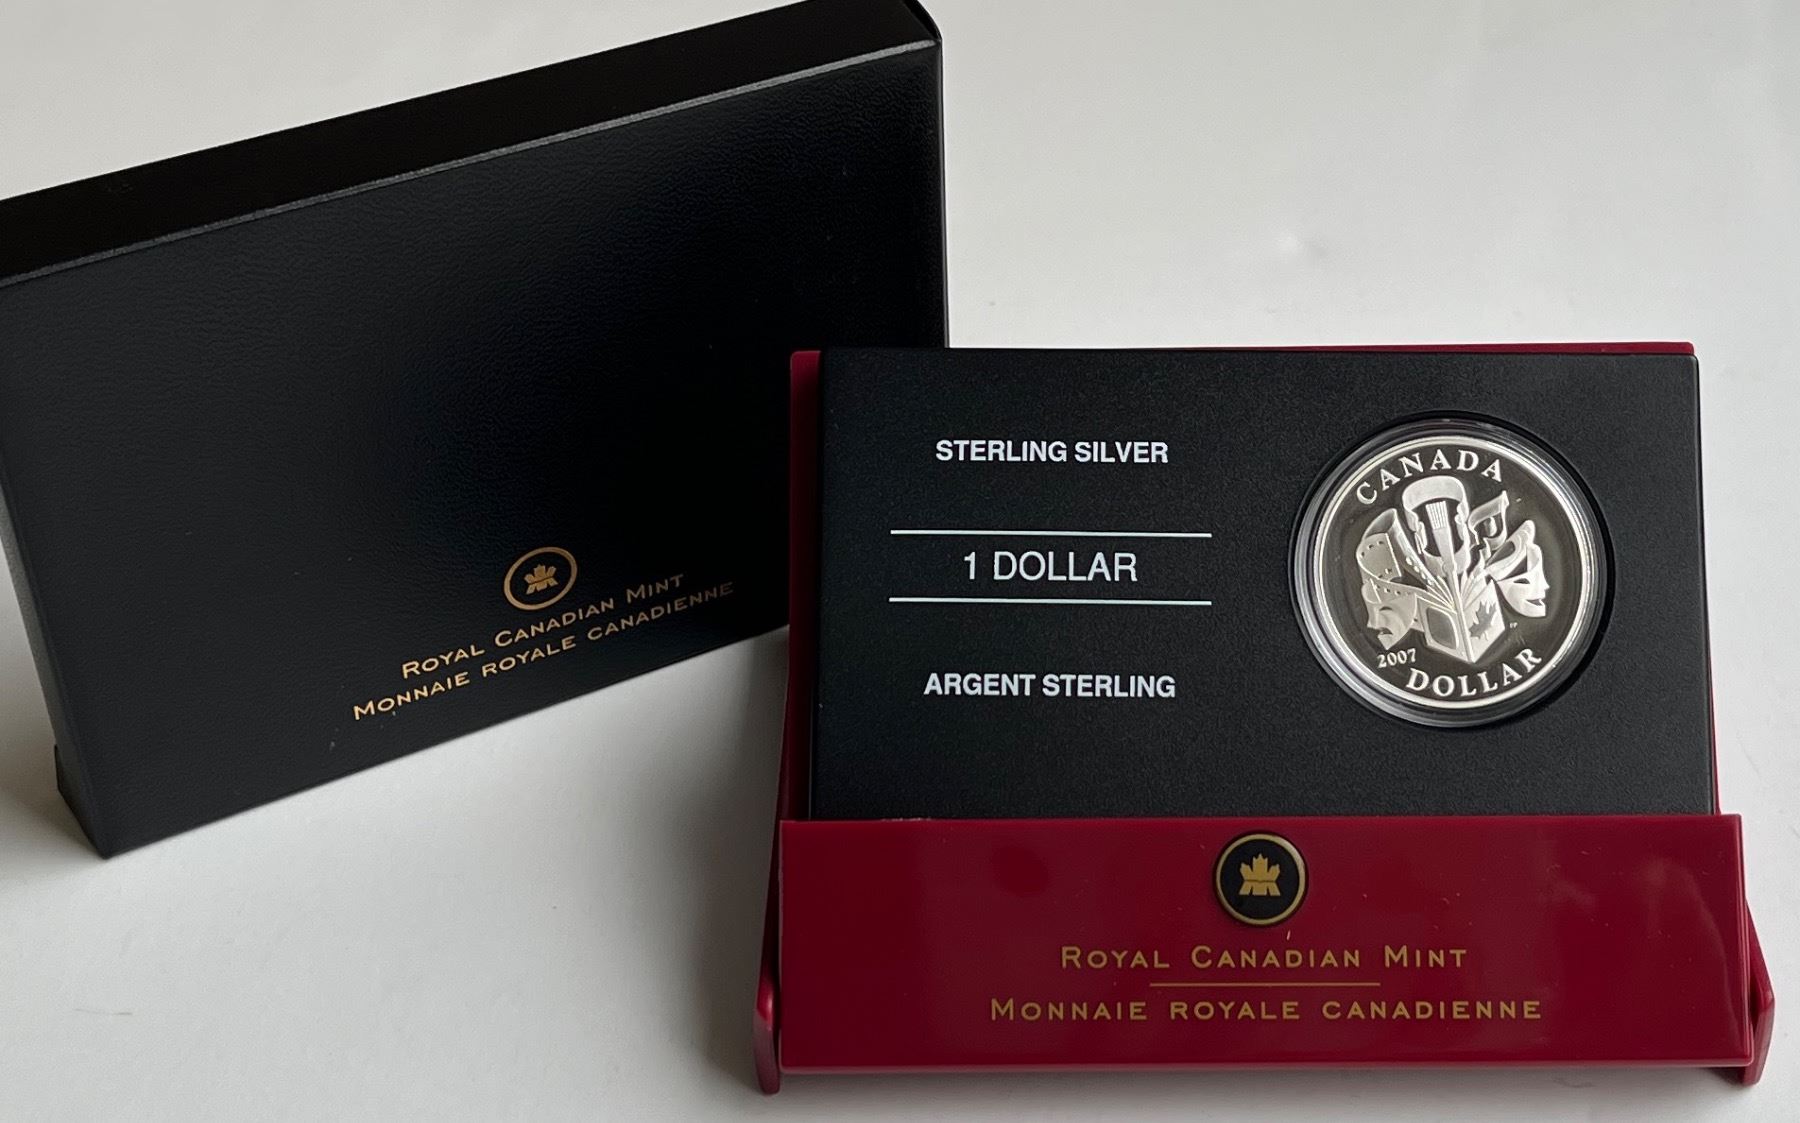 ROYAL CANADIAN MINT
MONNAIE ROYALE CANADIENNE
STERLING SILVER
1 DOLLAR
ARGENT STERLING
CANADA
2007
DOLLAR
ROYAL CANADIAN MINT
MONNAIE ROYALE CANADIENNE